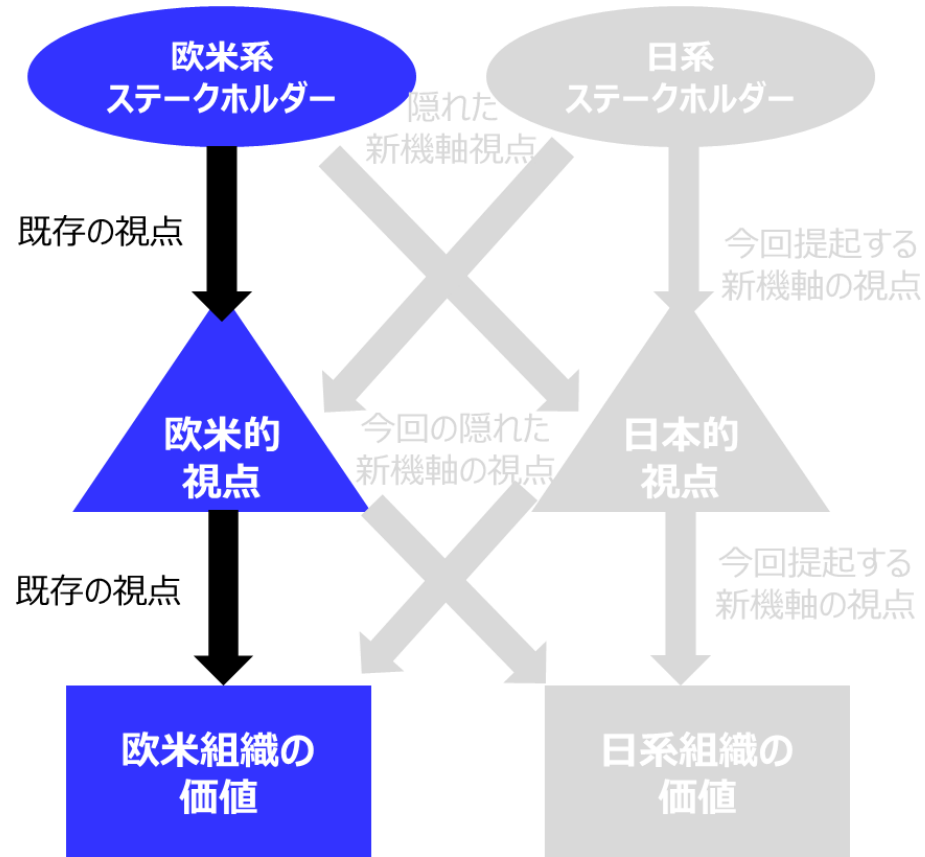 欧米系
ステークホルダー
日系
ステークホルダー
隠れた
新機軸視点
既存の視点
今回提起する
新機軸の視点
欧米的
視点
今回の隠れた
新機軸の視点
日本的
視点
既存の視点
今回提起する
新機軸の視点
欧米組織の
価値
日系組織の
価値